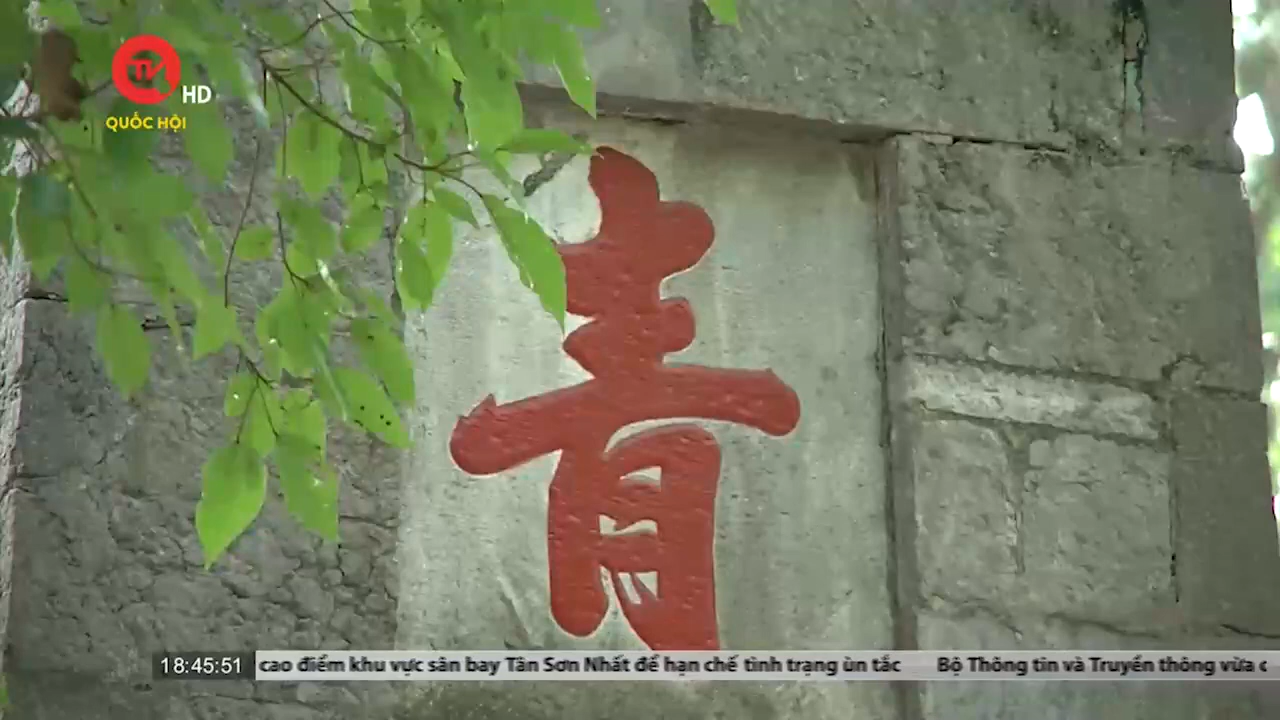 TV HD
QUỐC HỘI
青
18:45:51 cao điểm khu vực sân bay Tân Sơn Nhất để hạn chế tình trạng ùn tắc Bộ Thông tin và Truyền thông vừa